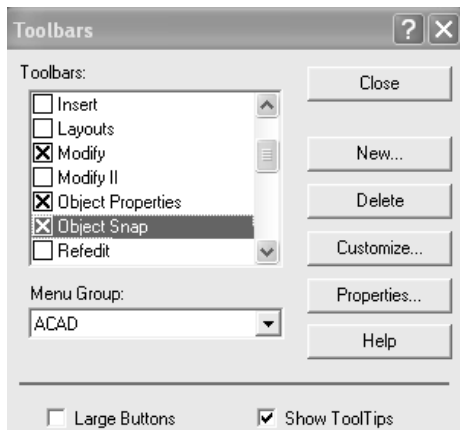 Toolbars
Toolbars:
Insert
Layouts
Modify
Modify II
Object Properties
Object Snap
Refedit
Menu Group:
ACAD
Close
New...
Delete
Customize...
Properties...
Help
Large Buttons
Show ToolTips